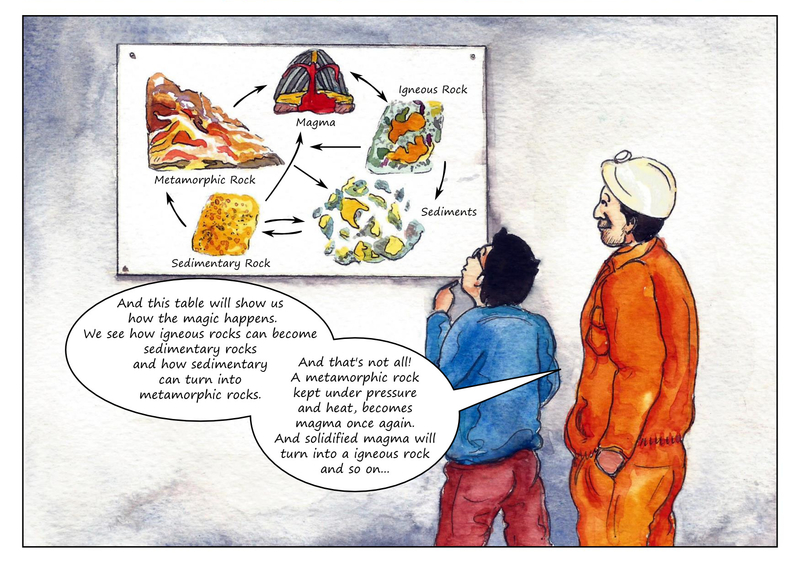 Igneous Rock
Magma
Metamorphic Rock
Sediments
Sedimentary Rock
And this table will show us
how the magic happens.
We see how igneous rocks can become
sedimentary rocks
and how sedimentary
can turn into
metamorphic rocks.
And that's not all!
A metamorphic rock
kept under pressure
and heat, becomes
magma once again.
And solidified magma will
turn into a igneous rock
and so on...